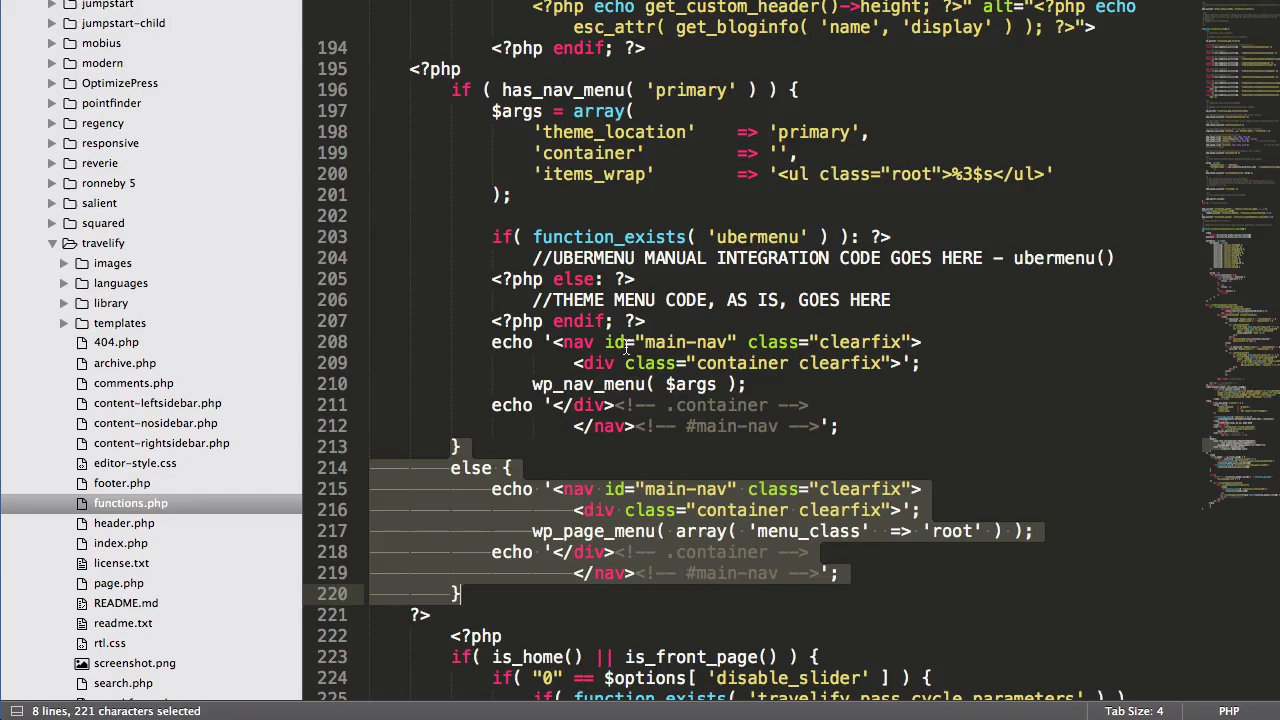 jumpstart
jumpstart-child
mobius
modern
OptimizePress
pointfinder
react
reporter
responsive
ronneby 5
salient
travelify
images
languages
library
templates
404.php
archive.php
comments.php
content-leftsidebar.php
content-nosidebar.php
content-rightsidebar.php
editor-style.css
footer.php
functions.php
header.php
index.php
license.txt
page.php
README.md
readme.txt
rtl.css
screenshot.png
search.php
<?php echo get_custom_header()->height; ?>" alt="<?php echo
esc_attr( get_bloginfo( 'name', 'display' ) ); ?>">
194 <?php endif; ?>
195 <?php
196 if ( has_nav_menu( 'primary' ) ) {
197 $args = array(
198 'theme_location' => 'primary',
199 'container' => '',
200 'items_wrap' => '<ul class="root">%3$s</ul>'
201 );
202
203 if( function_exists( 'ubermenu' ) ): ?>
204 //UBERMENU MANUAL INTEGRATION CODE GOES HERE - ubermenu()
205 <?php else: ?>
206 //THEME MENU CODE, AS IS, GOES HERE
207 <?php endif; ?>
208 echo '<nav id="main-nav" class="clearfix">
209 <div class="container clearfix">';
210 wp_nav_menu( $args );
211 echo '</div><!-- .container -->
212 </nav><!-- #main-nav -->';
213 }
214 else {
215 echo '<nav id="main-nav" class="clearfix">
216 <div class="container clearfix">';
217 wp_page_menu( array( 'menu_class' => 'root' ) );
218 echo '</div><!-- .container -->
219 </nav><!-- #main-nav -->';
220 }
221 ?>
222 <?php
223 if( is_home() || is_front_page() ) {
224 if( "0" == $options[ 'disable_slider' ] ) {
225 if( function_exists( 'travelify_pass_cycle_parameters' ) )
8 lines, 221 characters selected
Tab Size: 4
PHP